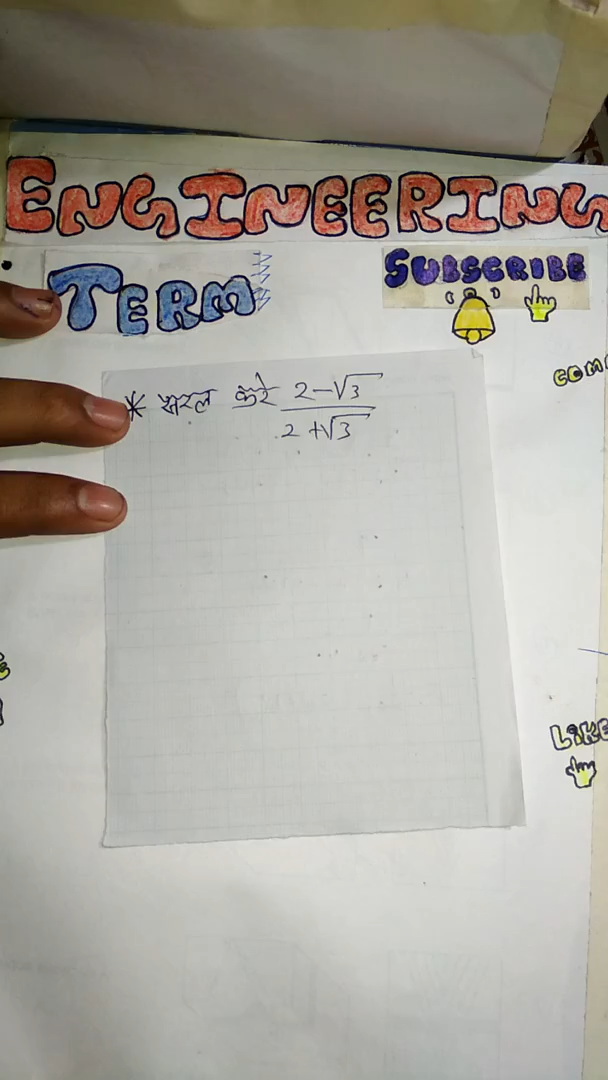 ENGINEERING
TERM
SUBSCRIBE
* सरल करे (2-√3)/(2+√3)
LIKE